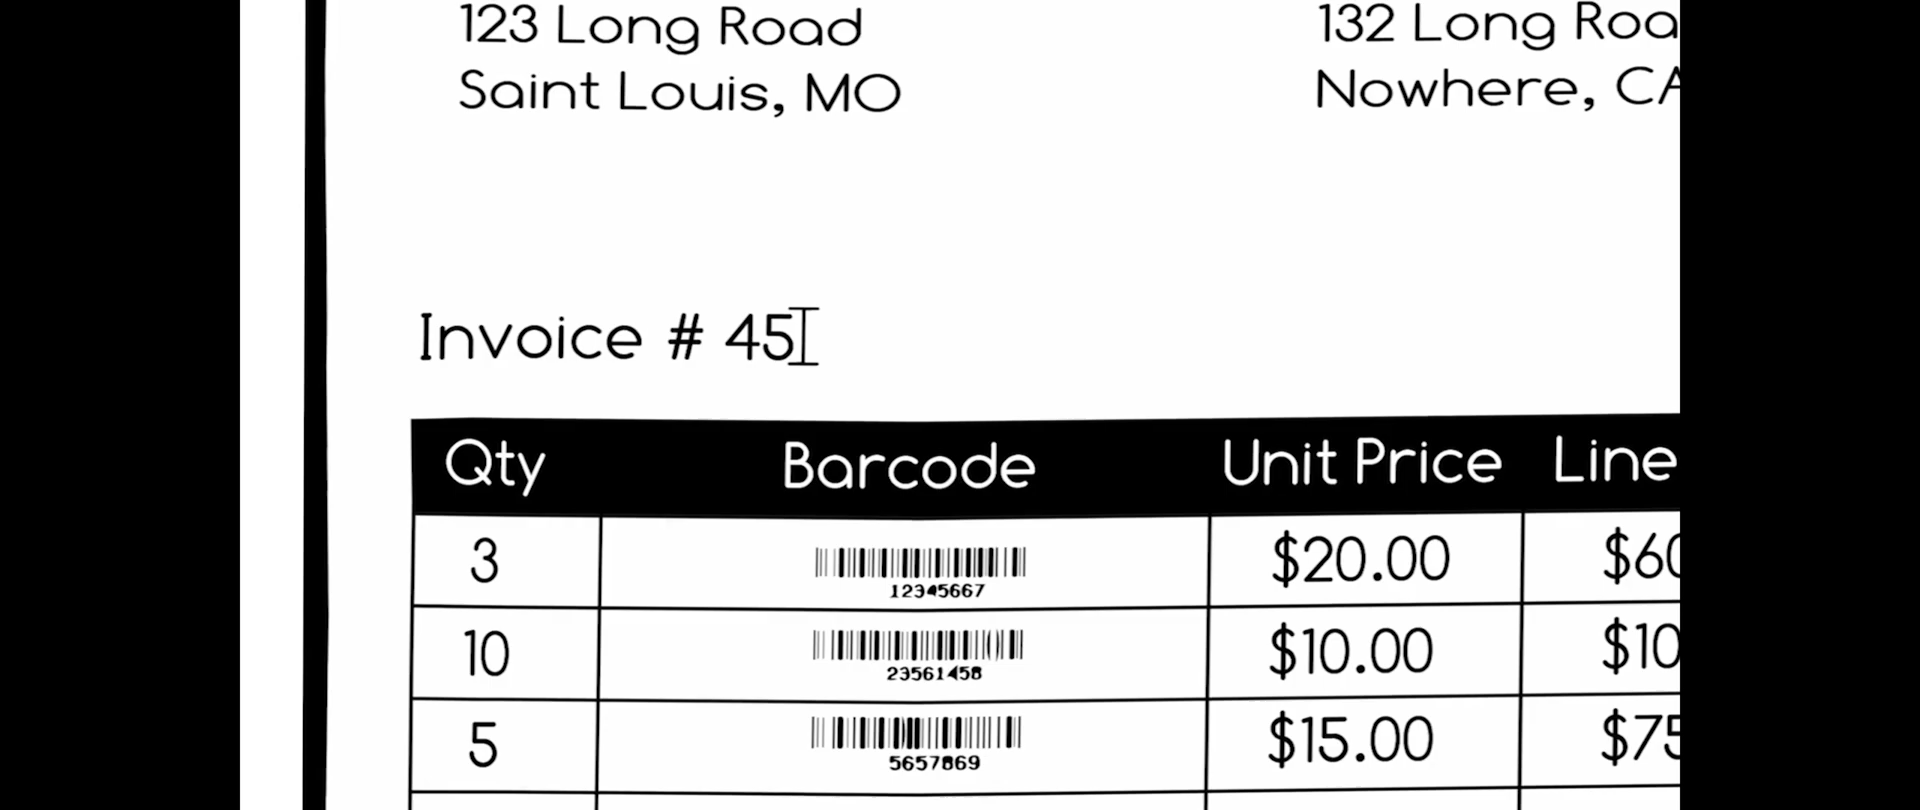 123 Long Road
Saint Louis, MO
132 Long Roa
Nowhere, CA
Invoice # 45
Qty Barcode Unit Price Line
3 12345667 $20.00 $60
10 23561458 $10.00 $10
5 5657869 $15.00 $75